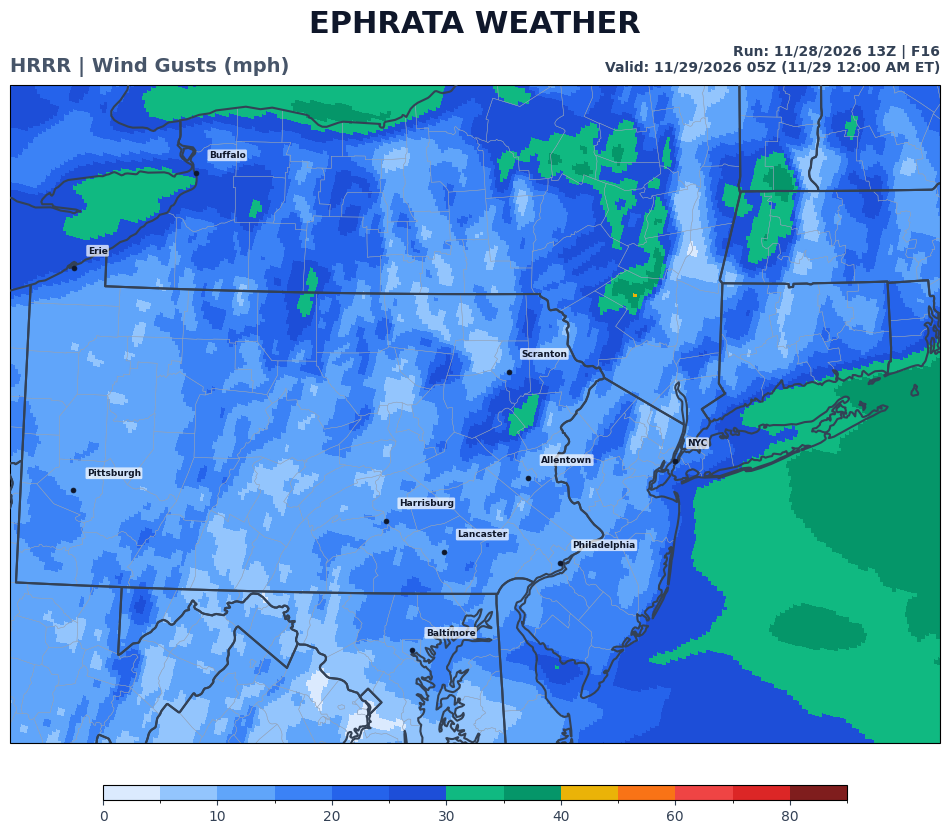 EPHRATA WEATHER
HRRR | Wind Gusts (mph)
Run: 11/28/2026 13Z | F16
Valid: 11/29/2026 05Z (11/29 12:00 AM ET)
Buffalo
Erie
Scranton
NYC
Allentown
Pittsburgh
Harrisburg
Lancaster
Philadelphia
Baltimore
0 10 20 30 40 50 60 70 80